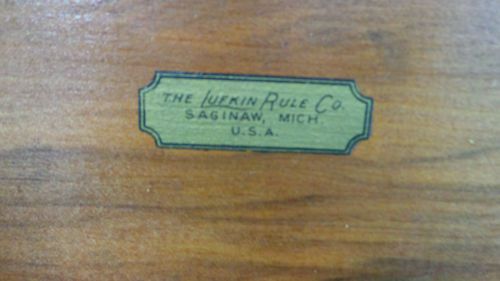 THE LUFKIN RULE CO.
SAGINAW, MICH.
U.S.A.